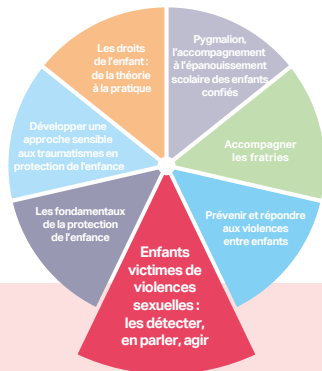 Les droits
de l'enfant :
de la théorie
à la pratique
Pygmalion,
l'accompagnement
à l'épanouissement
scolaire des enfants
confiés
Accompagner
les fratries
Prévenir et répondre
aux violences
entre enfants
Enfants
victimes de
violences
sexuelles :
les détecter,
en parler, agir
Les fondamentaux
de la protection
de l'enfance
Développer une
approche sensible
aux traumatismes en
protection de l'enfance